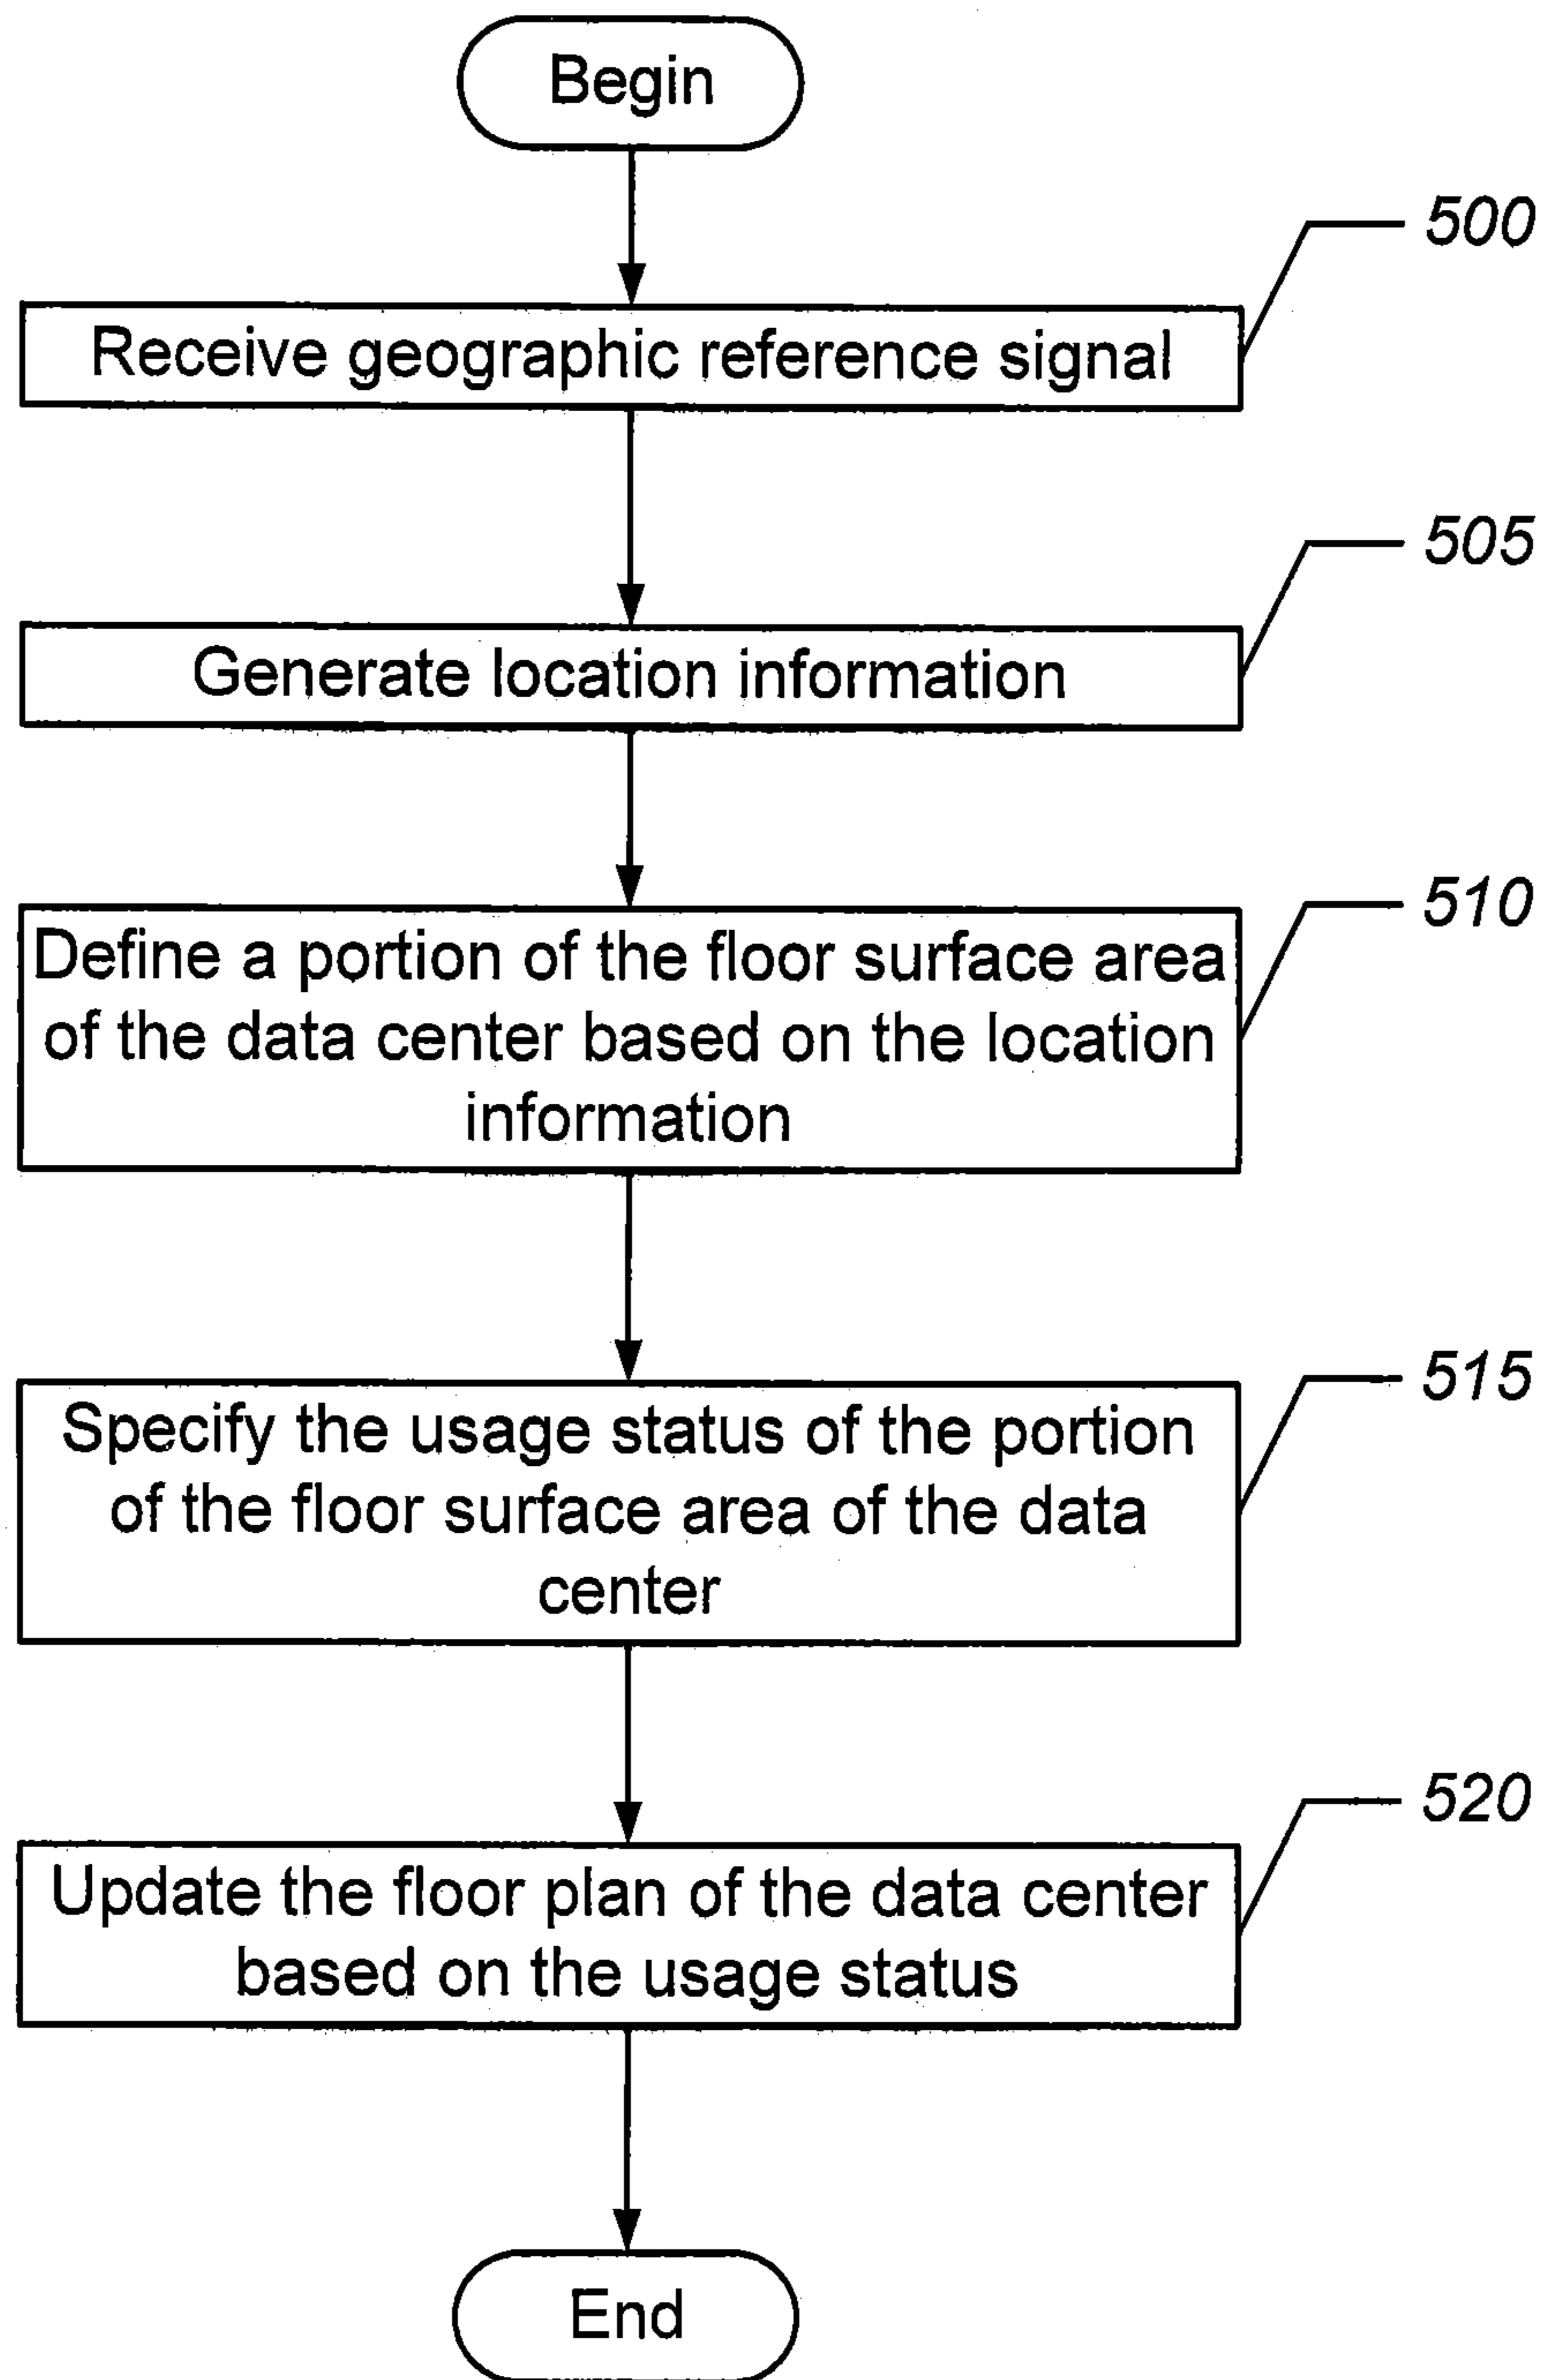 Begin
500
Receive geographic reference signal
505
Generate location information
510
Define a portion of the floor surface area
of the data center based on the location
information
515
Specify the usage status of the portion
of the floor surface area of the data
center
520
Update the floor plan of the data center
based on the usage status
End